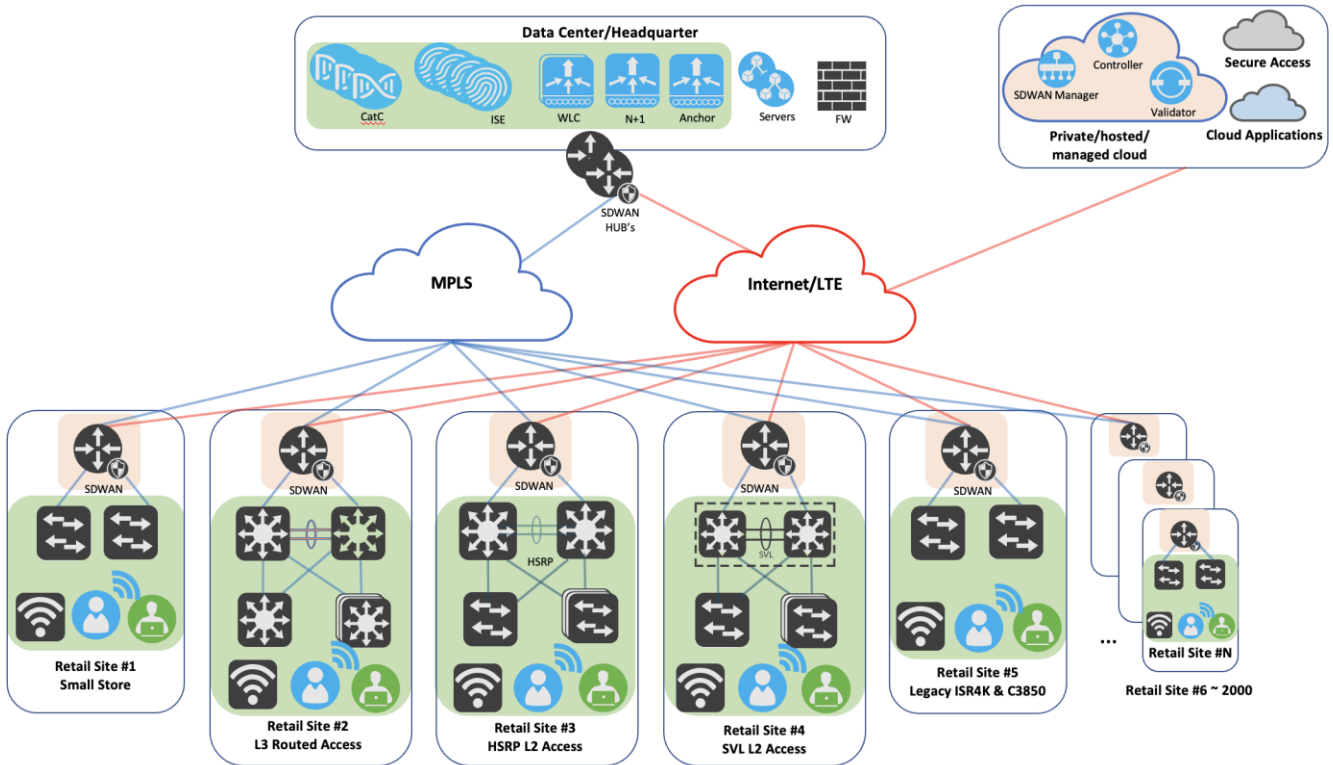 Data Center/Headquarter
CatC
ISE
WLC
N+1
Anchor
Servers
FW
SDWAN
HUB's
Controller
SDWAN Manager
Validator
Private/hosted/
managed cloud
Secure Access
Cloud Applications
MPLS
Internet/LTE
SDWAN
Retail Site #1
Small Store
SDWAN
Retail Site #2
L3 Routed Access
SDWAN
HSRP
Retail Site #3
HSRP L2 Access
SDWAN
SVL
Retail Site #4
SVL L2 Access
SDWAN
Retail Site #5
Legacy ISR4K & C3850
...
Retail Site #N
Retail Site #6 ~ 2000